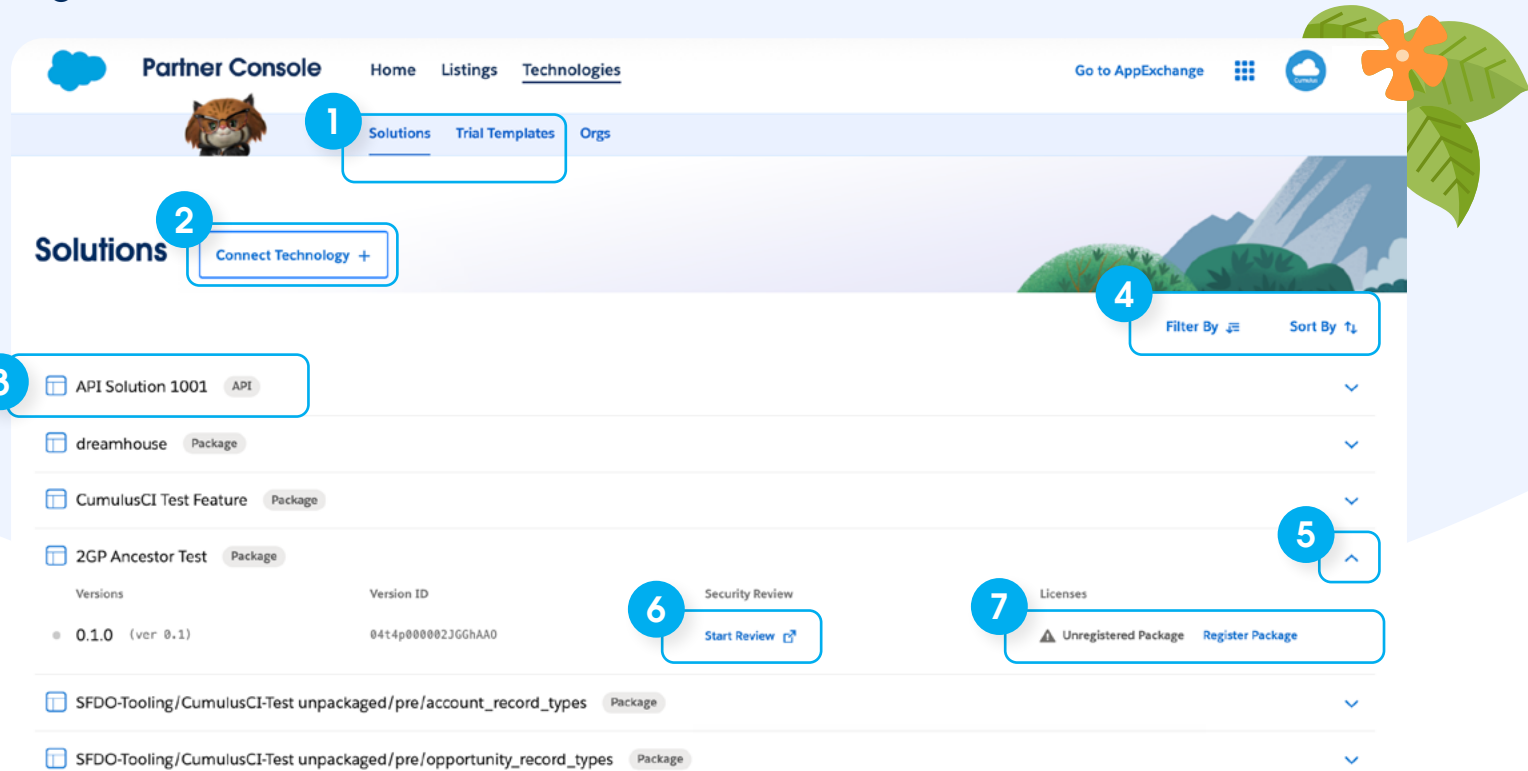 Partner Console Home Listings Technologies Go to AppExchange
1 Solutions Trial Templates Orgs
2
Solutions Connect Technology +
4
Filter By Sort By
3 API Solution 1001 API
dreamhouse Package
CumulusCI Test Feature Package
5
2GP Ancestor Test Package
Versions Version ID 6 Security Review 7 Licenses
0.1.0 (ver 0.1) 04t4p000002JGGhAAO Start Review Unregistered Package Register Package
SFDO-Tooling/CumulusCI-Test unpackaged/pre/account_record_types Package
SFDO-Tooling/CumulusCI-Test unpackaged/pre/opportunity_record_types Package